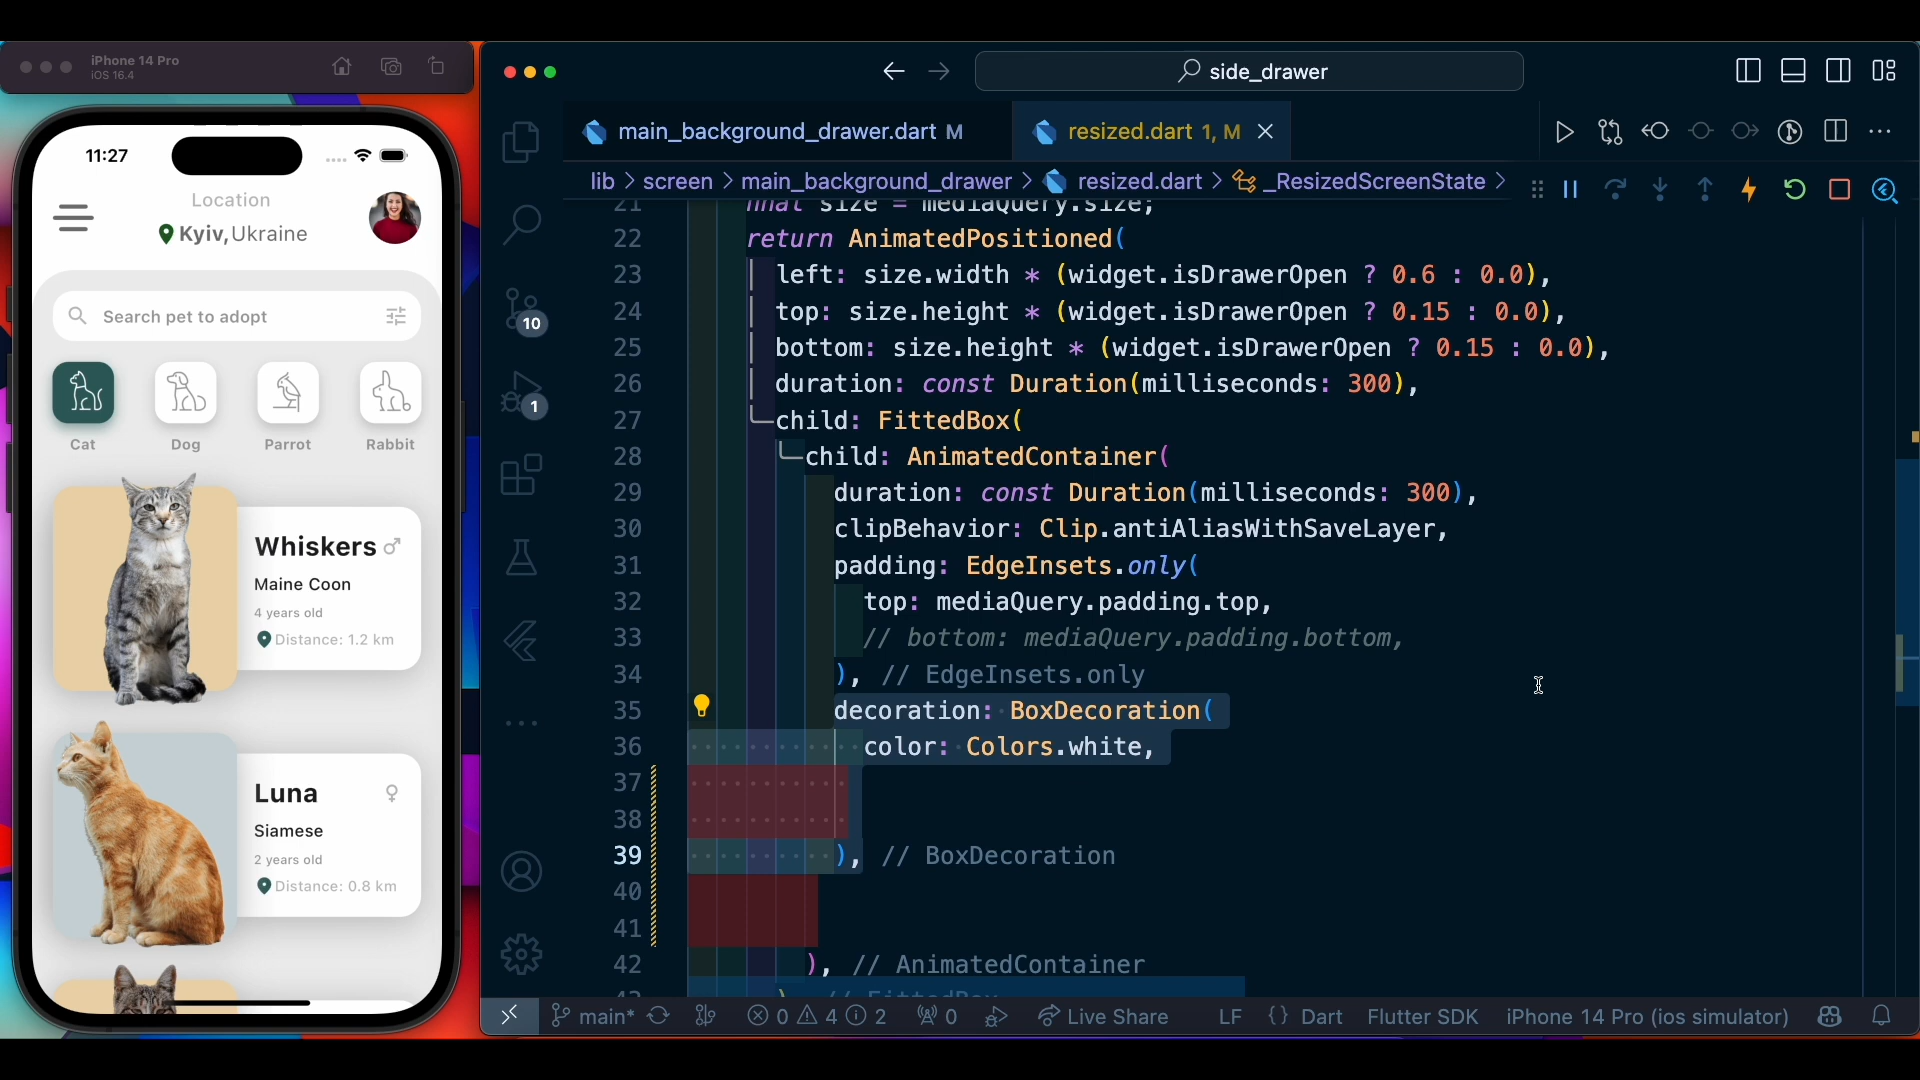 iPhone 14 Pro
iOS 16.4
11:27
Location
Kyiv, Ukraine
Search pet to adopt
Cat
Dog
Parrot
Rabbit
Whiskers
Maine Coon
4 years old
Distance: 1.2 km
Luna
Siamese
2 years old
Distance: 0.8 km
side_drawer
main_background_drawer.dart M
resized.dart 1, M
lib > screen > main_background_drawer > resized.dart > _ResizedScreenState >
21 final size = mediaQuery.size;
22 return AnimatedPositioned(
23 left: size.width * (widget.isDrawerOpen ? 0.6 : 0.0),
24 top: size.height * (widget.isDrawerOpen ? 0.15 : 0.0),
25 bottom: size.height * (widget.isDrawerOpen ? 0.15 : 0.0),
26 duration: const Duration(milliseconds: 300),
27 child: FittedBox(
28 child: AnimatedContainer(
29 duration: const Duration(milliseconds: 300),
30 clipBehavior: Clip.antiAliasWithSaveLayer,
31 padding: EdgeInsets.only(
32 top: mediaQuery.padding.top,
33 // bottom: mediaQuery.padding.bottom,
34 ), // EdgeInsets.only
35 decoration: BoxDecoration(
36 color: Colors.white,
37
38
39 ), // BoxDecoration
40
41
42 ), // AnimatedContainer
43 ), // FittedBox
10
1
main*
0 4 2
0
Live Share
LF
{} Dart
Flutter SDK
iPhone 14 Pro (ios simulator)